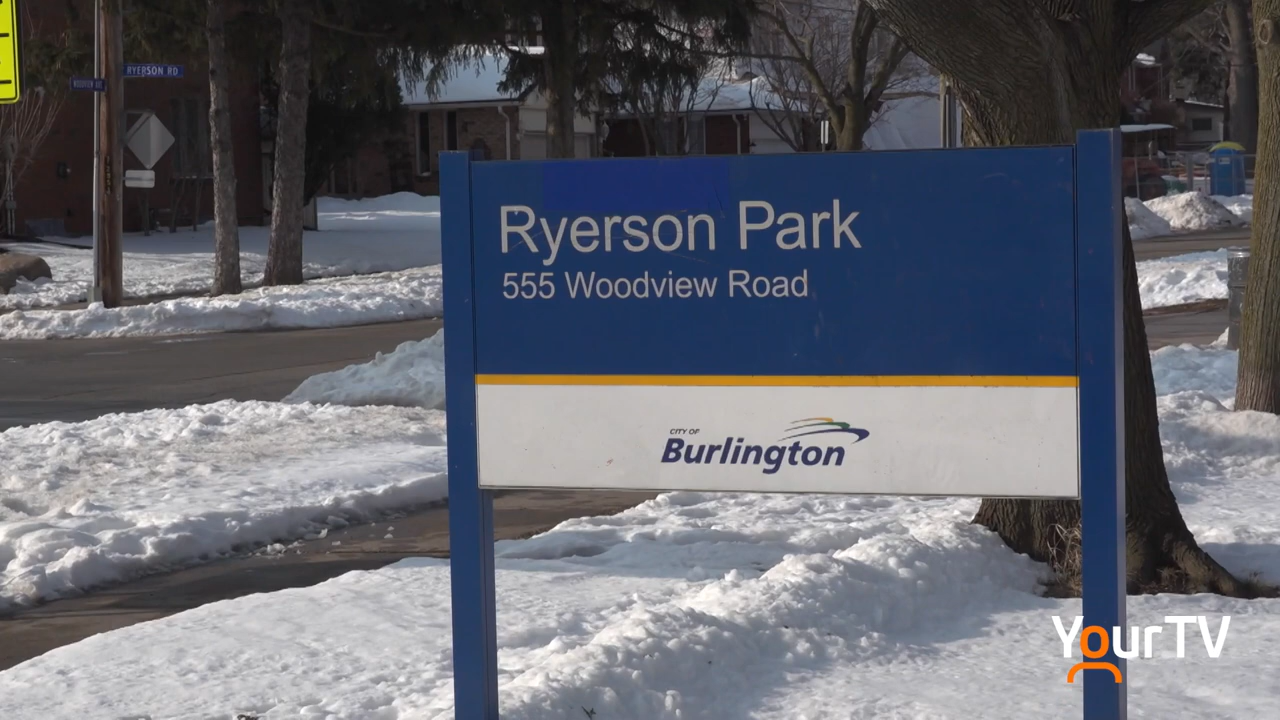 RYERSON RD
Ryerson Park
555 Woodview Road
CITY OF
Burlington
YourTV